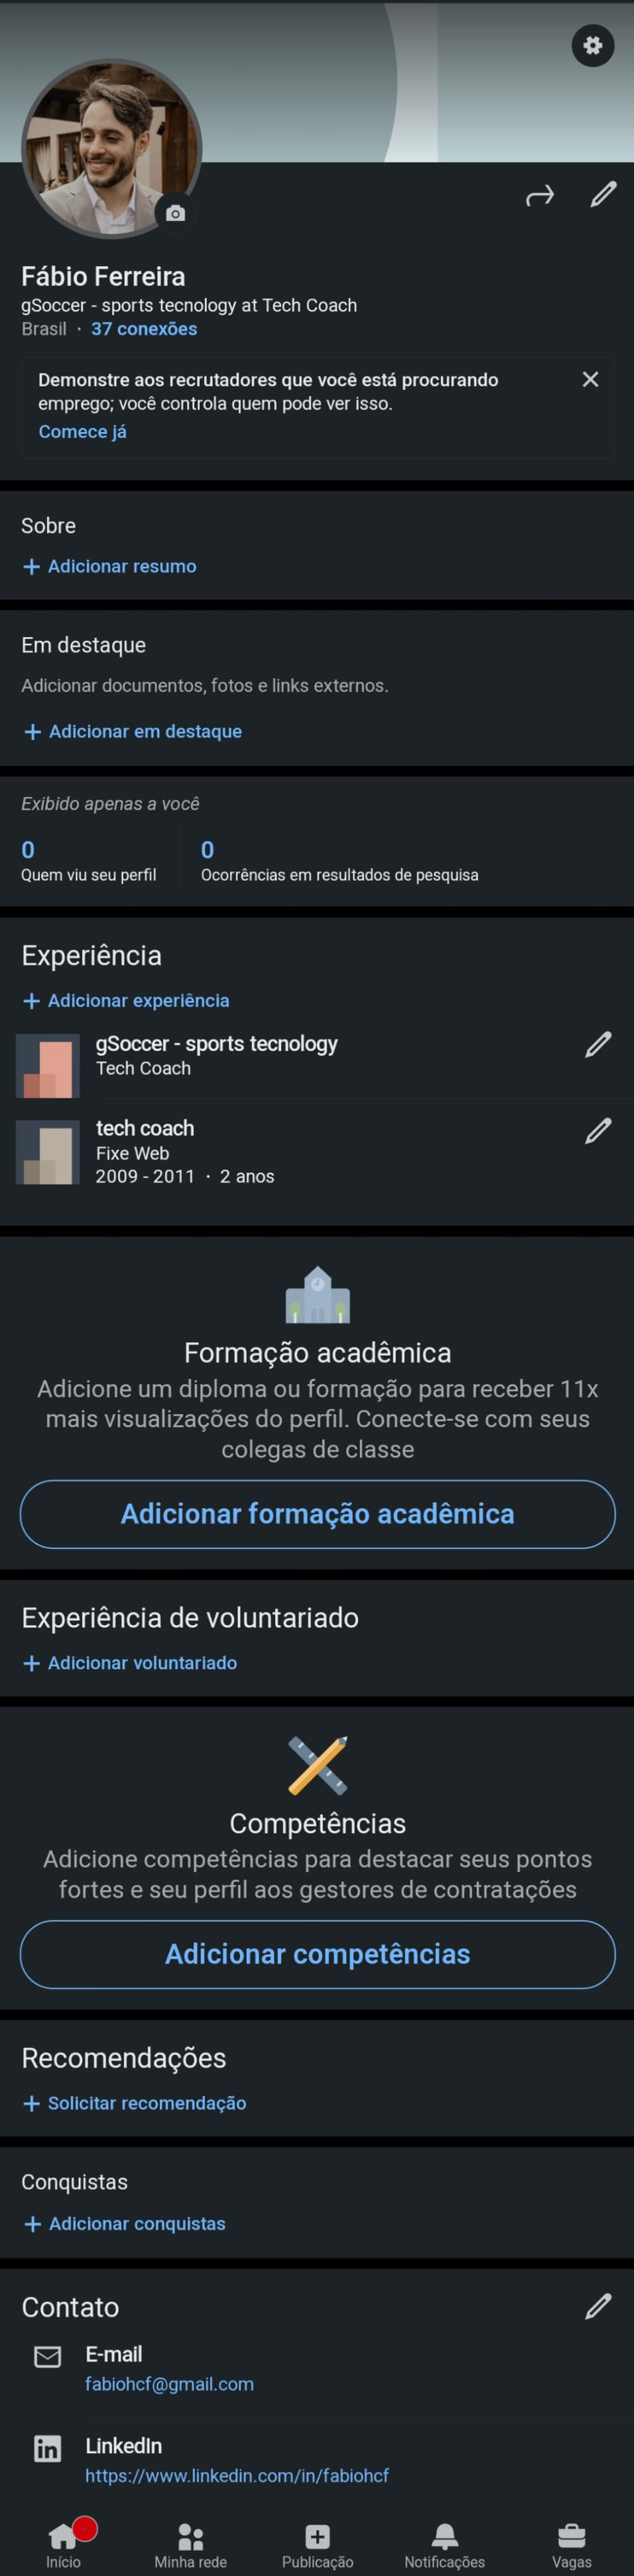 Fábio Ferreira
gSoccer - sports tecnology at Tech Coach
Brasil · 37 conexões
Demonstre aos recrutadores que você está procurando
emprego; você controla quem pode ver isso.
Comece já
Sobre
+ Adicionar resumo
Em destaque
Adicionar documentos, fotos e links externos.
+ Adicionar em destaque
Exibido apenas a você
0 0
Quem viu seu perfil Ocorrências em resultados de pesquisa
Experiência
+ Adicionar experiência
gSoccer - sports tecnology
Tech Coach
tech coach
Fixe Web
2009 - 2011 · 2 anos
Formação acadêmica
Adicione um diploma ou formação para receber 11x
mais visualizações do perfil. Conecte-se com seus
colegas de classe
Adicionar formação acadêmica
Experiência de voluntariado
+ Adicionar voluntariado
Competências
Adicione competências para destacar seus pontos
fortes e seu perfil aos gestores de contratações
Adicionar competências
Recomendações
+ Solicitar recomendação
Conquistas
+ Adicionar conquistas
Contato
E-mail
fabiohcf@gmail.com
in
LinkedIn
https://www.linkedin.com/in/fabiohcf
Início Minha rede Publicação Notificações Vagas